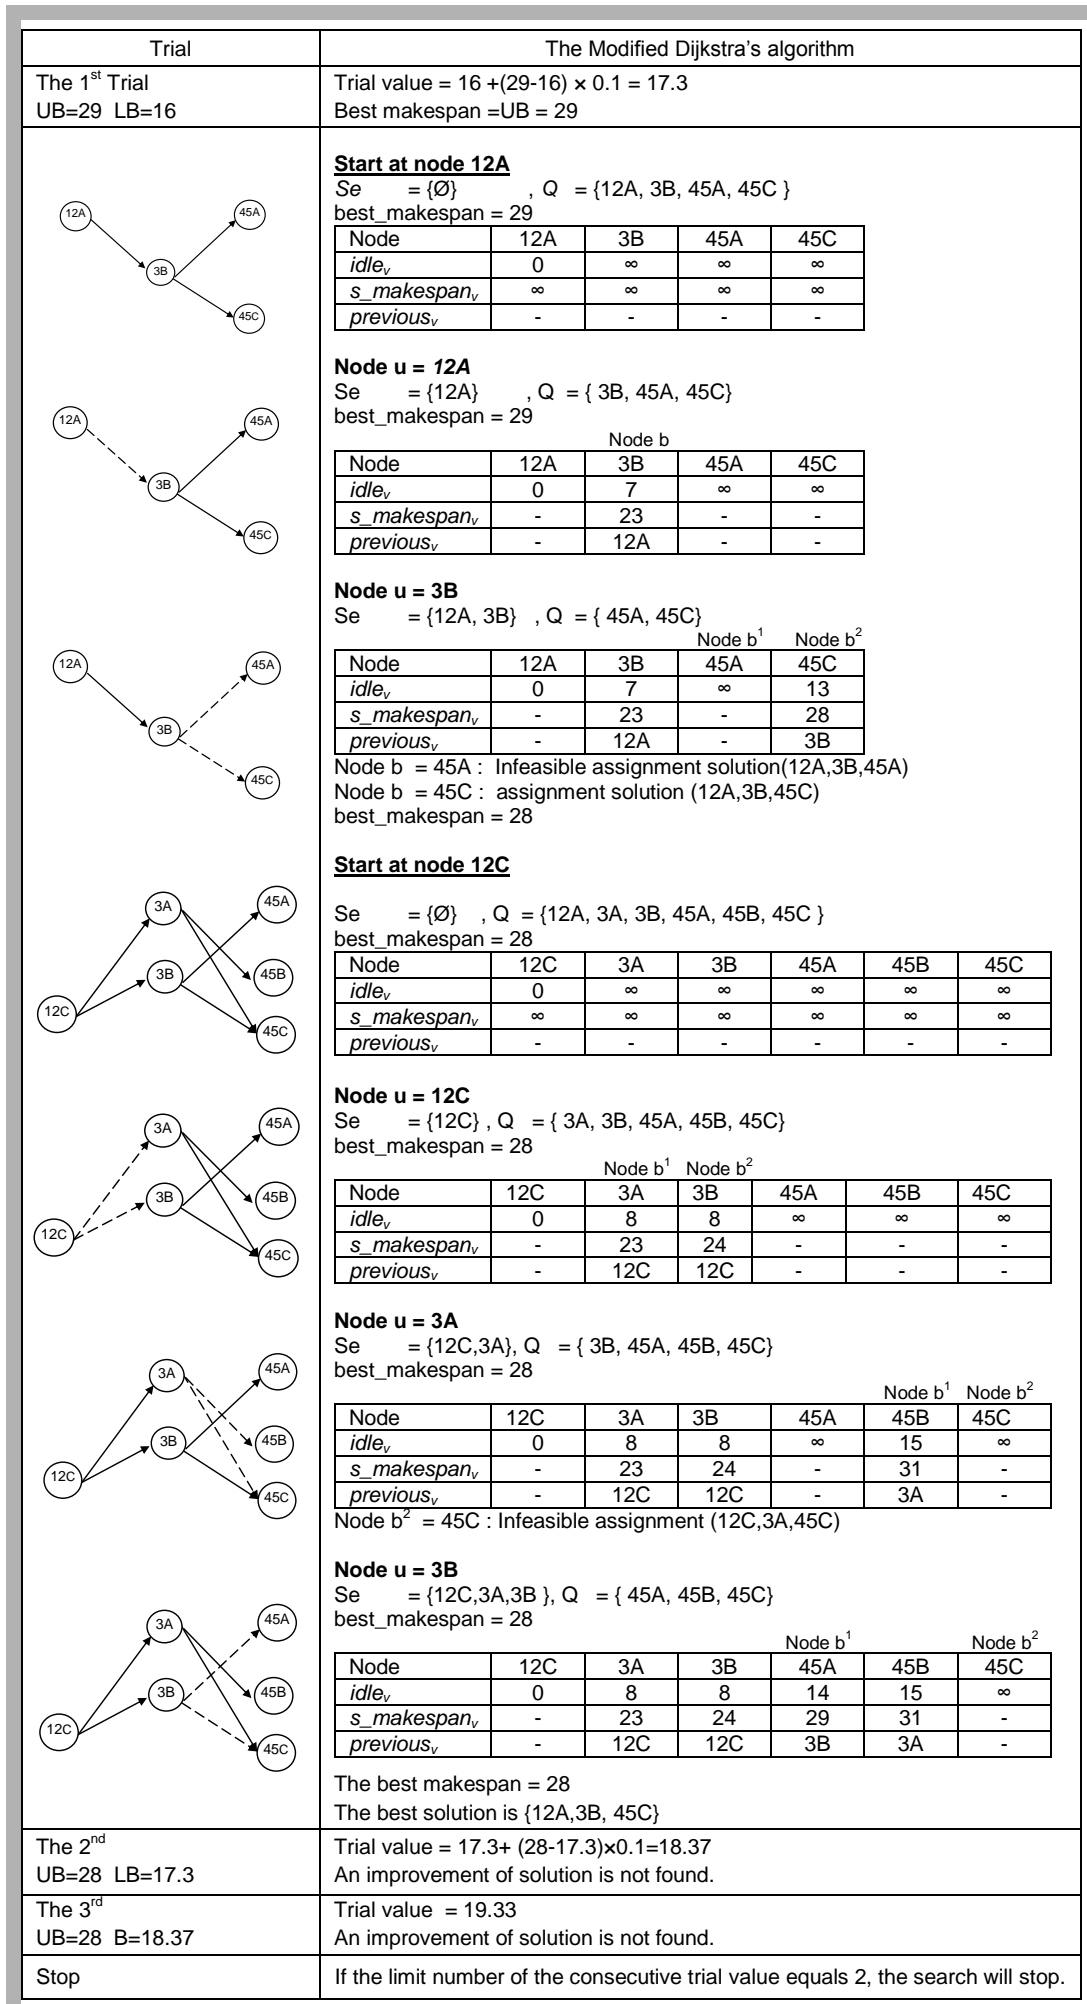 Trial The Modified Dijkstra's algorithm
The 1st Trial
UB=29 LB=16
Trial value = 16 +(29-16) × 0.1 = 17.3
Best makespan =UB = 29
12A 3B 45A 45C
Start at node 12A
Se = {Ø} , Q = {12A, 3B, 45A, 45C }
best_makespan = 29
Node 12A 3B 45A 45C
idlev 0 ∞ ∞ ∞
s_makespanv ∞ ∞ ∞ ∞
previousv - - - -
12A 3B 45A 45C
Node u = 12A
Se = {12A} , Q = { 3B, 45A, 45C}
best_makespan = 29
Node b
Node 12A 3B 45A 45C
idlev 0 7 ∞ ∞
s_makespanv - 23 - -
previousv - 12A - -
12A 3B 45A 45C
Node u = 3B
Se = {12A, 3B} , Q = { 45A, 45C}
Node b1 Node b2
Node 12A 3B 45A 45C
idlev 0 7 ∞ 13
s_makespanv - 23 - 28
previousv - 12A - 3B
Node b = 45A : Infeasible assignment solution(12A,3B,45A)
Node b = 45C : assignment solution (12A,3B,45C)
best_makespan = 28
12C 3A 3B 45A 45B 45C
Start at node 12C
Se = {Ø} , Q = {12A, 3A, 3B, 45A, 45B, 45C }
best_makespan = 28
Node 12C 3A 3B 45A 45B 45C
idlev 0 ∞ ∞ ∞ ∞ ∞
s_makespanv ∞ ∞ ∞ ∞ ∞ ∞
previousv - - - - - -
12C 3A 3B 45A 45B 45C
Node u = 12C
Se = {12C} , Q = { 3A, 3B, 45A, 45B, 45C}
best_makespan = 28
Node b1 Node b2
Node 12C 3A 3B 45A 45B 45C
idlev 0 8 8 ∞ ∞ ∞
s_makespanv - 23 24 - - -
previousv - 12C 12C - - -
12C 3A 3B 45A 45B 45C
Node u = 3A
Se = {12C,3A}, Q = { 3B, 45A, 45B, 45C}
best_makespan = 28
Node b1 Node b2
Node 12C 3A 3B 45A 45B 45C
idlev 0 8 8 ∞ 15 ∞
s_makespanv - 23 24 - 31 -
previousv - 12C 12C - 3A -
Node b2 = 45C : Infeasible assignment (12C,3A,45C)
12C 3A 3B 45A 45B 45C
Node u = 3B
Se = {12C,3A,3B }, Q = { 45A, 45B, 45C}
best_makespan = 28
Node b1 Node b2
Node 12C 3A 3B 45A 45B 45C
idlev 0 8 8 14 15 ∞
s_makespanv - 23 24 29 31 -
previousv - 12C 12C 3B 3A -
The best makespan = 28
The best solution is {12A,3B, 45C}
The 2nd
UB=28 LB=17.3
Trial value = 17.3+ (28-17.3)×0.1=18.37
An improvement of solution is not found.
The 3rd
UB=28 B=18.37
Trial value = 19.33
An improvement of solution is not found.
Stop If the limit number of the consecutive trial value equals 2, the search will stop.